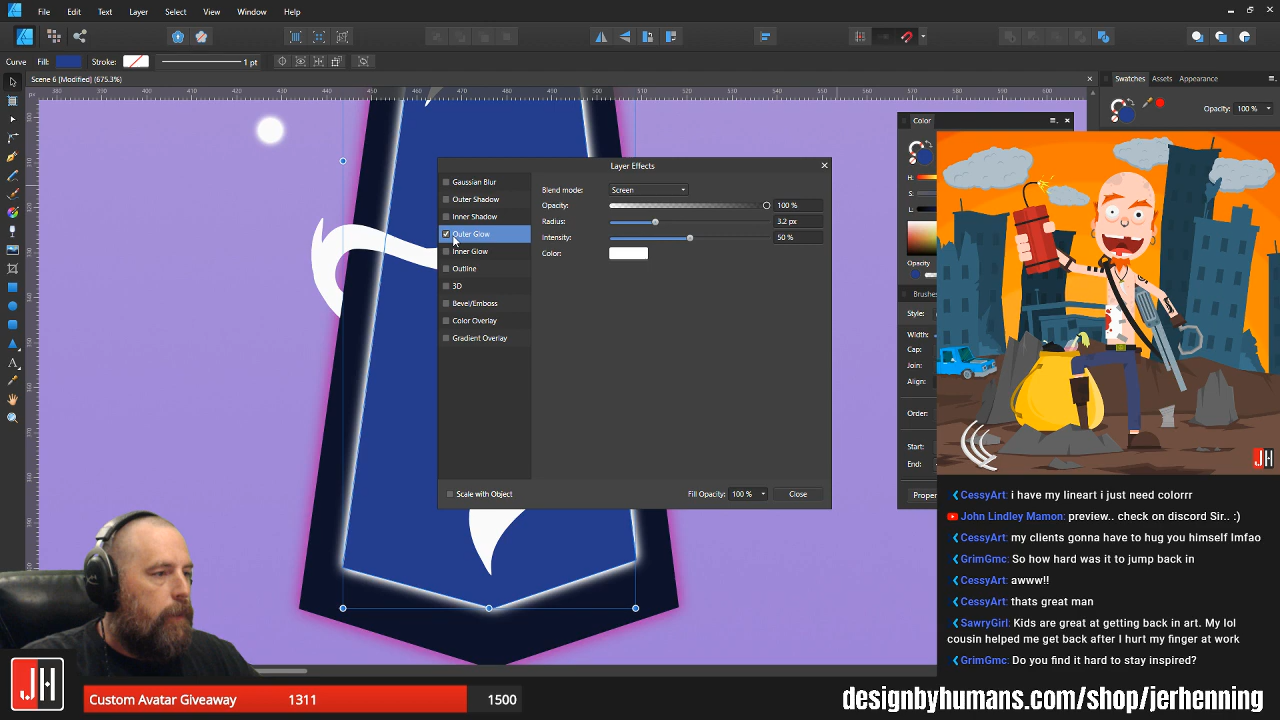 File Edit Text Layer Select View Window Help
Curve Fill: Stroke: 1 pt
Scene 6 [Modified] (675.3%)
Swatches Assets Appearance
Opacity: 100 %
Color
H:
S:
L:
Opacity
Brushes
Style:
Width:
Cap:
Join:
Align:
Order:
Start:
End:
Proper
Layer Effects
Gaussian Blur
Outer Shadow
Inner Shadow
Outer Glow
Inner Glow
Outline
3D
Bevel/Emboss
Color Overlay
Gradient Overlay
Blend mode: Screen
Opacity: 100 %
Radius: 3.2 px
Intensity: 50 %
Color:
Scale with Object
Fill Opacity: 100 % Close
JH
CessyArt: i have my lineart i just need colorrr
John Lindley Mamon: preview.. check on discord Sir.. :)
CessyArt: my clients gonna have to hug you himself lmfao
GrimGmc: So how hard was it to jump back in
CessyArt: awww!!
CessyArt: thats great man
SawryGirl: Kids are great at getting back in art. My lol
cousin helped me get back after I hurt my finger at work
GrimGmc: Do you find it hard to stay inspired?
JH
Custom Avatar Giveaway 1311 1500
designbyhumans.com/shop/jerhenning